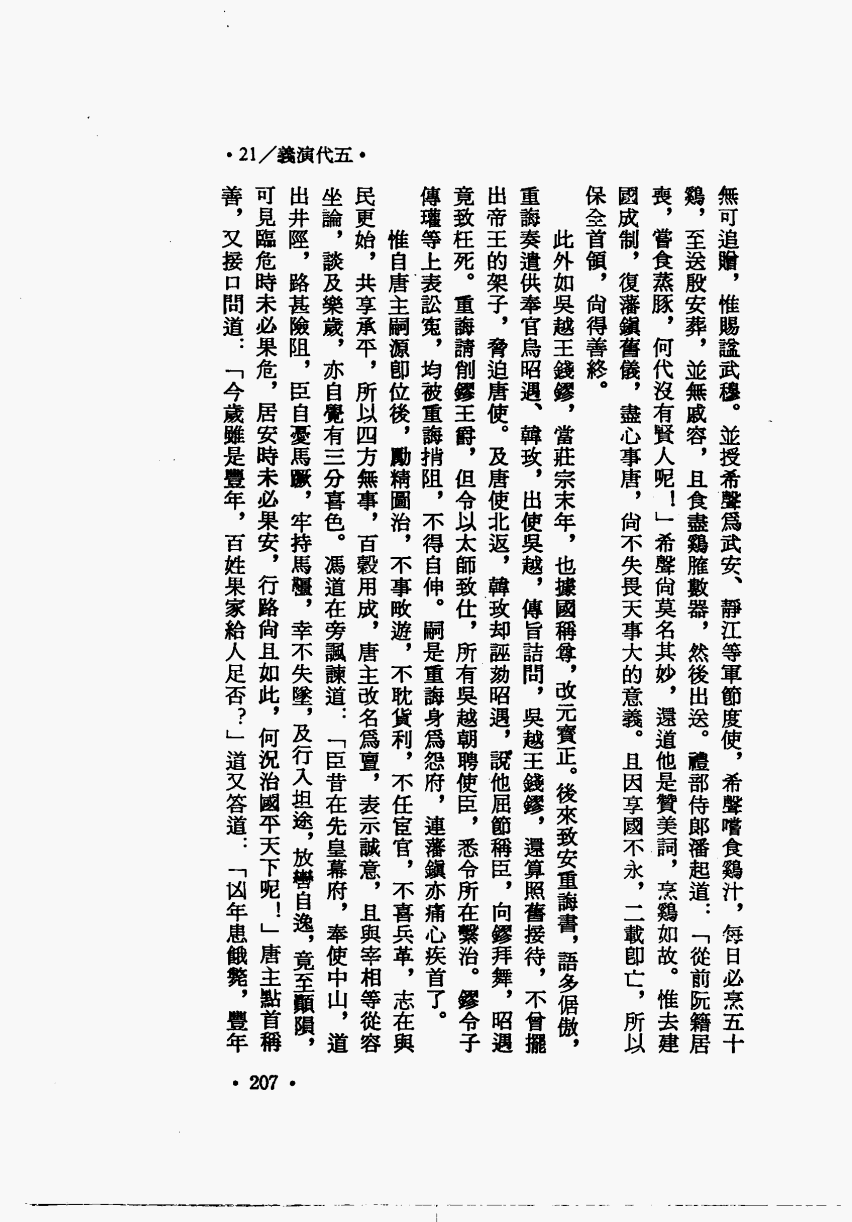 •21／義演代五•
無可追贈，惟賜諡武穆。並授希聲爲武安、靜江等軍節度使，希聲嗜食鷄汁，每日必烹五十
鷄，至送殷安葬，並無戚容，且食盡鷄臛數器，然後出送。禮部侍郎潘起道：「從前阮籍居
喪，嘗食蒸豚，何代沒有賢人呢！」希聲尙莫名其妙，還道他是贊美詞，烹鷄如故。惟去建
國成制，復藩鎭舊儀，盡心事唐，尙不失畏天事大的意義。且因享國不永，二載卽亡，所以
保全首領，尙得善終。
此外如吳越王錢鏐，當莊宗末年，也據國稱尊，改元寶正。後來致安重誨書，語多倨傲，
重誨奏遣供奉官烏昭遇、韓玫，出使吳越，傳旨詰問，吳越王錢鏐，還算照舊接待，不曾擺
出帝王的架子，脅迫唐使。及唐使北返，韓玫却誣劾昭遇，說他屈節稱臣，向鏐拜舞，昭遇
竟致枉死。重誨請削鏐王爵，但令以太師致仕，所有吳越朝聘使臣，悉令所在繫治。鏐令子
傳瓘等上表訟寃，均被重誨捎阻，不得自伸。嗣是重誨身爲怨府，連藩鎭亦痛心疾首了。
惟自唐主嗣源卽位後，勵精圖治，不事畋遊，不耽貨利，不任宦官，不喜兵革，志在與
民更始，共享承平，所以四方無事，百穀用成，唐主改名爲亶，表示誠意，且與宰相等從容
坐論，談及樂歲，亦自覺有三分喜色。馮道在旁諷諫道：「臣昔在先皇幕府，奉使中山，道
出井陘，路甚險阻，臣自憂馬蹶，牢持馬韁，幸不失墜，及行入坦途，放轡自逸，竟至顚隕，
可見臨危時未必果危，居安時未必果安，行路尙且如此，何況治國平天下呢！」唐主點首稱
善，又接口問道：「今歲雖是豐年，百姓果家給人足否？」道又答道：「凶年患餓斃，豐年
•207•